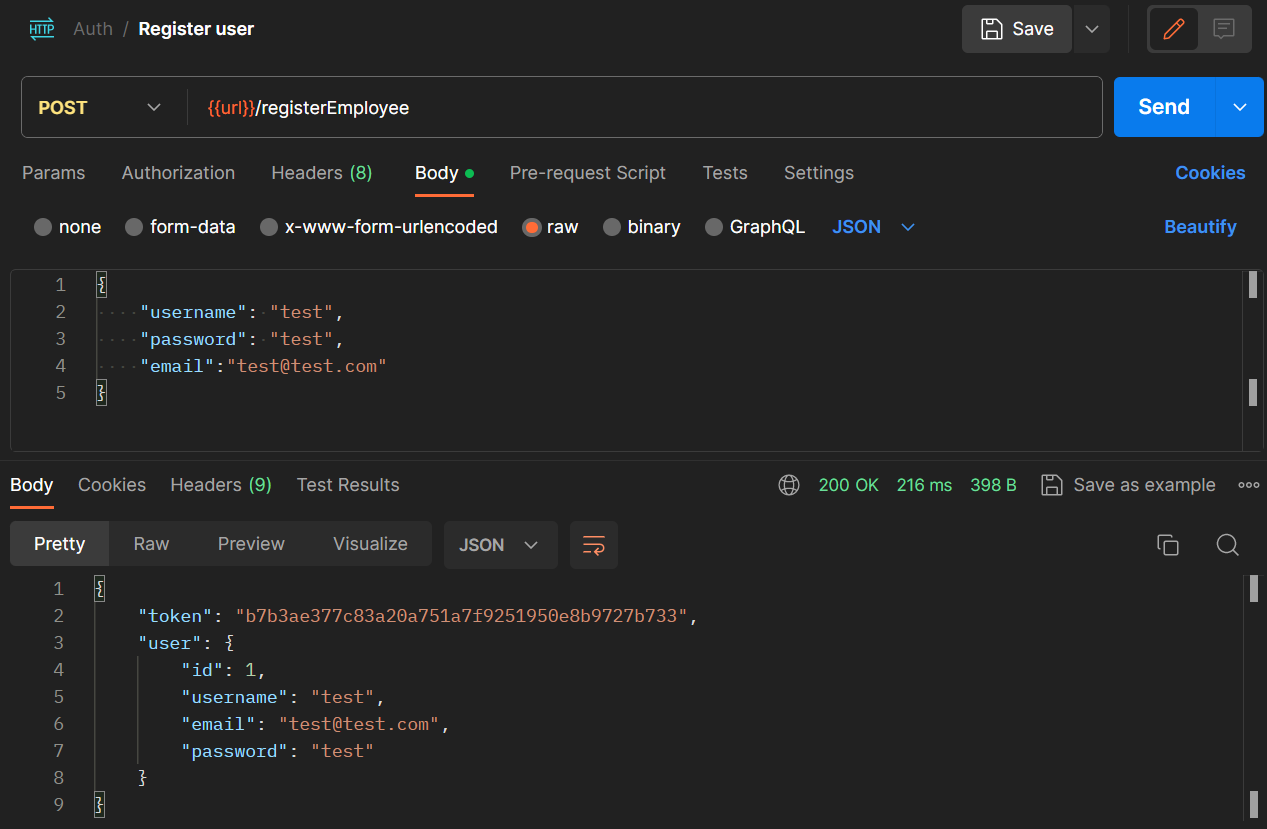 HTTP Auth / Register user Save
POST {{url}}/registerEmployee Send
Params Authorization Headers (8) Body Pre-request Script Tests Settings Cookies
none form-data x-www-form-urlencoded raw binary GraphQL JSON Beautify
1 {
2 ····"username":·"test",
3 ····"password":·"test",
4 ····"email":"test@test.com"
5 }
Body Cookies Headers (9) Test Results 200 OK 216 ms 398 B Save as example
Pretty Raw Preview Visualize JSON
1 {
2 "token": "b7b3ae377c83a20a751a7f9251950e8b9727b733",
3 "user": {
4 "id": 1,
5 "username": "test",
6 "email": "test@test.com",
7 "password": "test"
8 }
9 }